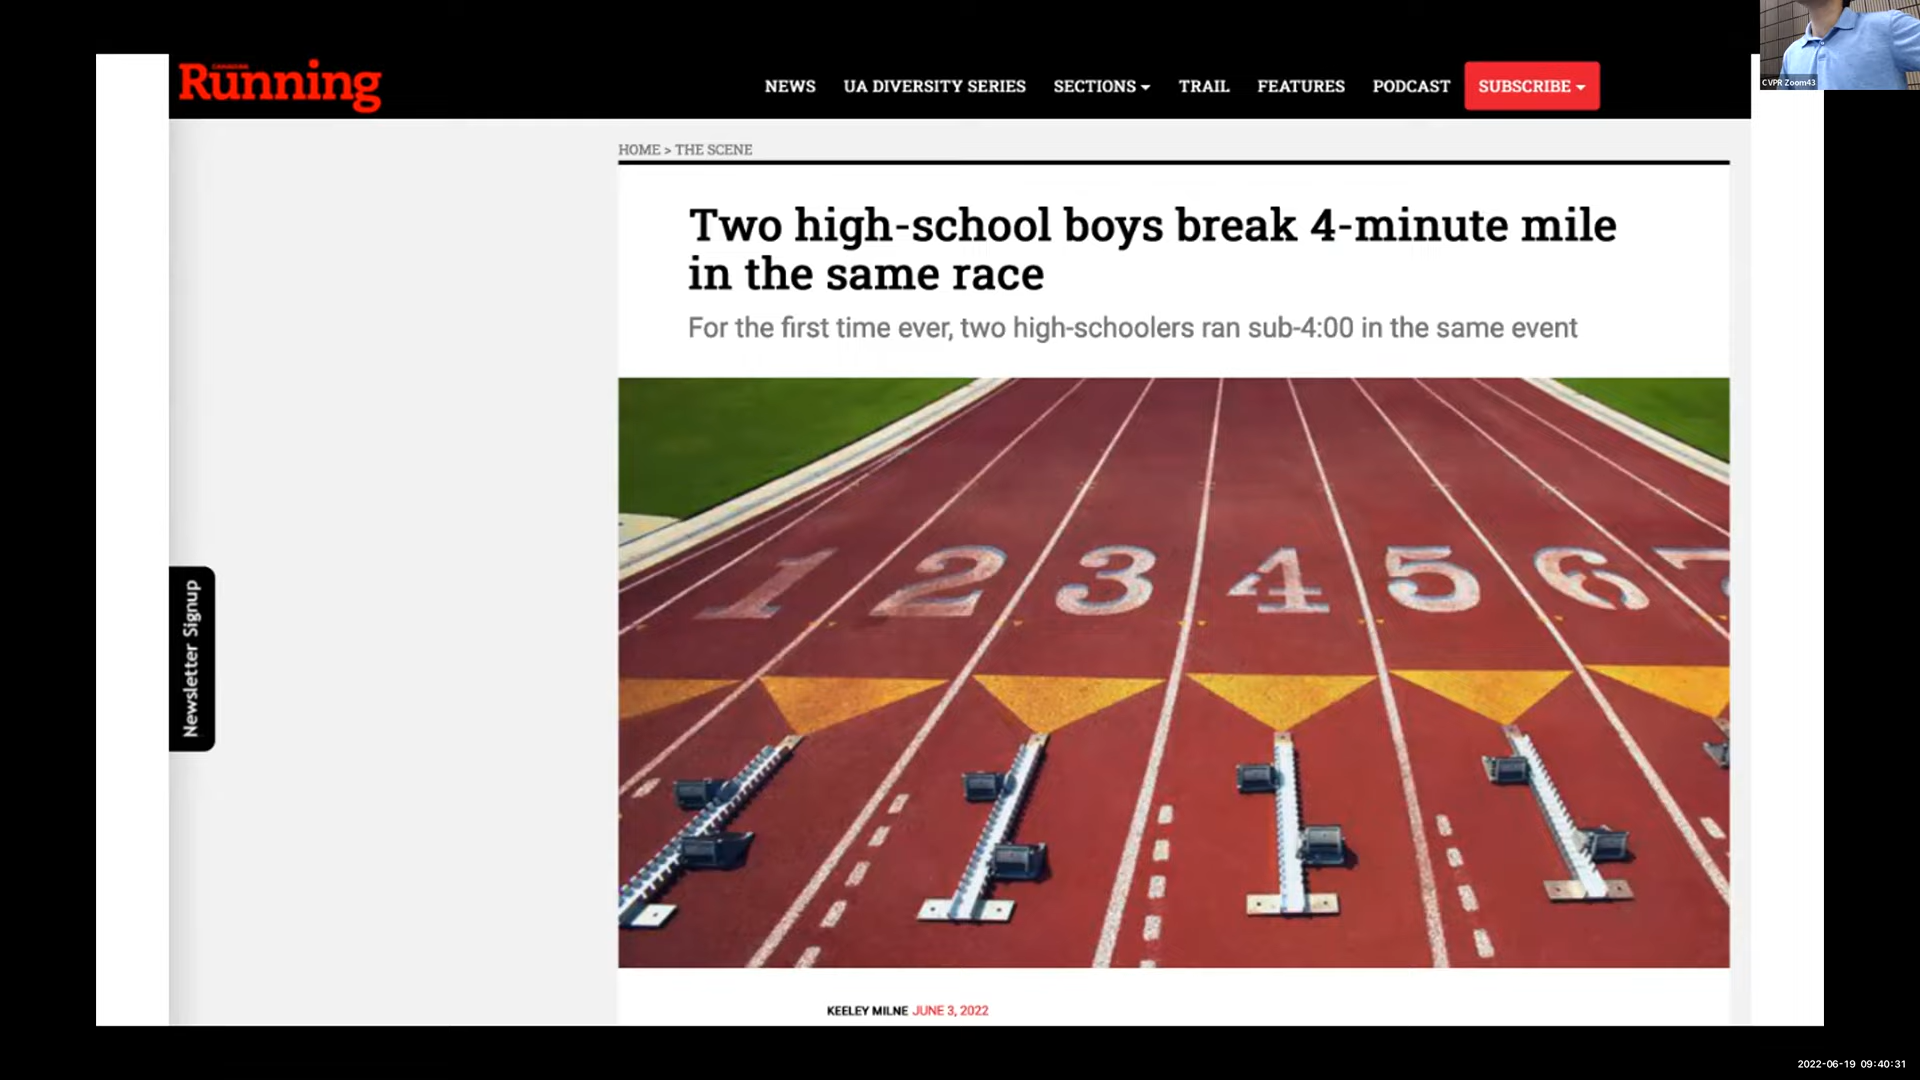 CANADIAN
Running
NEWS
UA DIVERSITY SERIES
SECTIONS
TRAIL
FEATURES
PODCAST
SUBSCRIBE
CVPR Zoom43
HOME > THE SCENE
Two high-school boys break 4-minute mile
in the same race
For the first time ever, two high-schoolers ran sub-4:00 in the same event
1 2 3 4 5 6 7
Newsletter Signup
KEELEY MILNE JUNE 3, 2022
2022-06-19 09:40:31